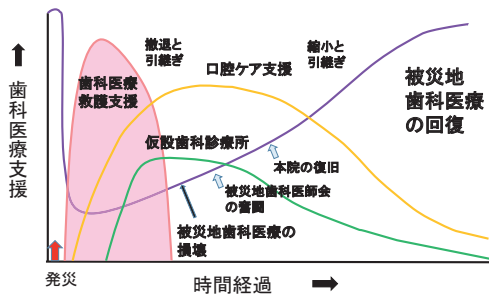 撤退と
引継ぎ
縮小と
引継ぎ
口腔ケア支援
歯科医療
救護支援
被災地
歯科医療
の回復
仮設歯科診療所
本院の復旧
被災地歯科医師会
の奮闘
被災地歯科医療の
損壊
歯科医療支援
発災
時間経過